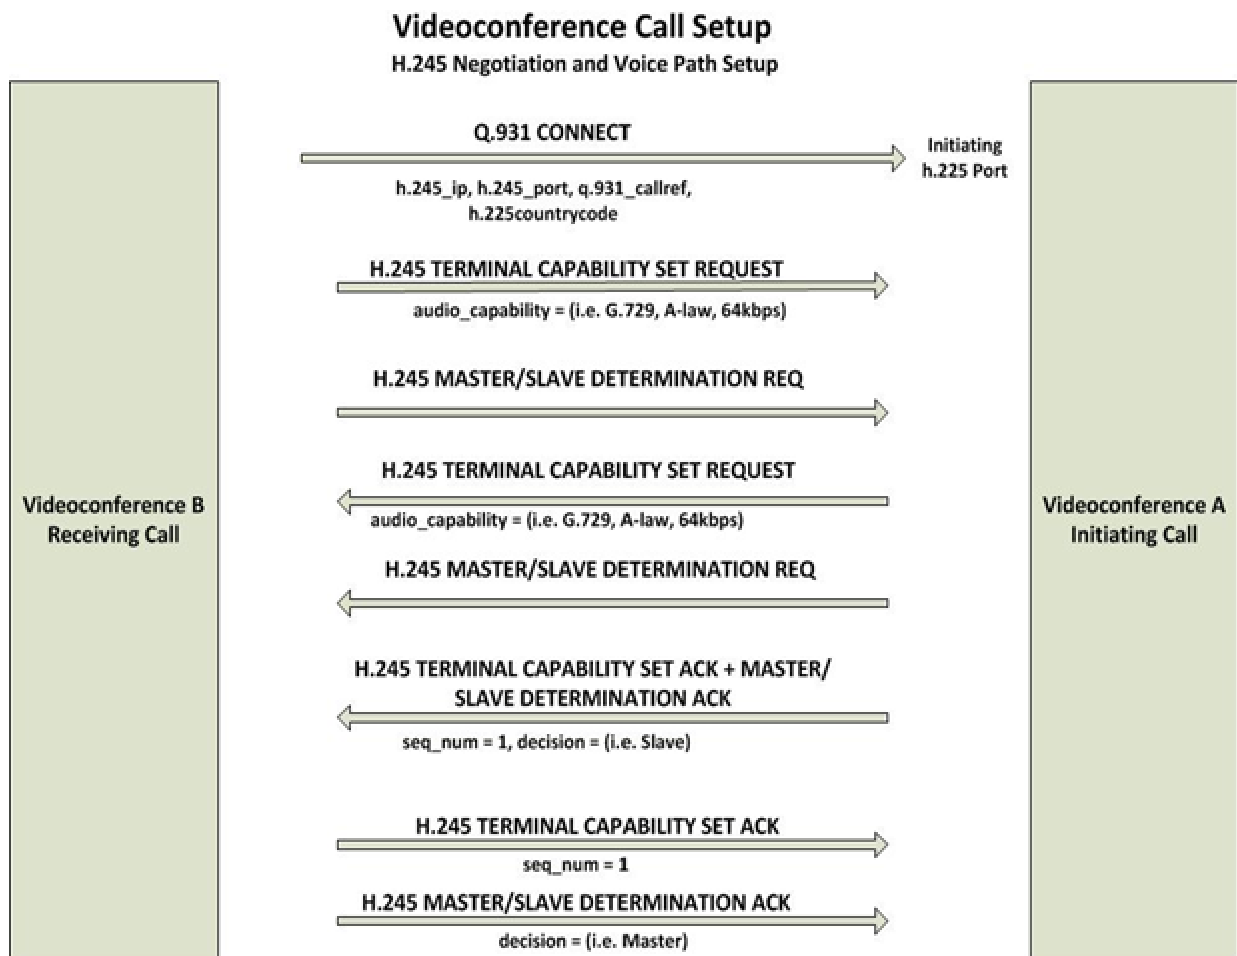 Videoconference Call Setup
H.245 Negotiation and Voice Path Setup
Q.931 CONNECT
Initiating
h.225 Port
h.245_ip, h.245_port, q.931_callref,
h.225countrycode
H.245 TERMINAL CAPABILITY SET REQUEST
audio_capability = (i.e. G.729, A-law, 64kbps)
H.245 MASTER/SLAVE DETERMINATION REQ
H.245 TERMINAL CAPABILITY SET REQUEST
audio_capability = (i.e. G.729, A-law, 64kbps)
Videoconference B
Receiving Call
Videoconference A
Initiating Call
H.245 MASTER/SLAVE DETERMINATION REQ
H.245 TERMINAL CAPABILITY SET ACK + MASTER/
SLAVE DETERMINATION ACK
seq_num = 1, decision = (i.e. Slave)
H.245 TERMINAL CAPABILITY SET ACK
seq_num = 1
H.245 MASTER/SLAVE DETERMINATION ACK
decision = (i.e. Master)